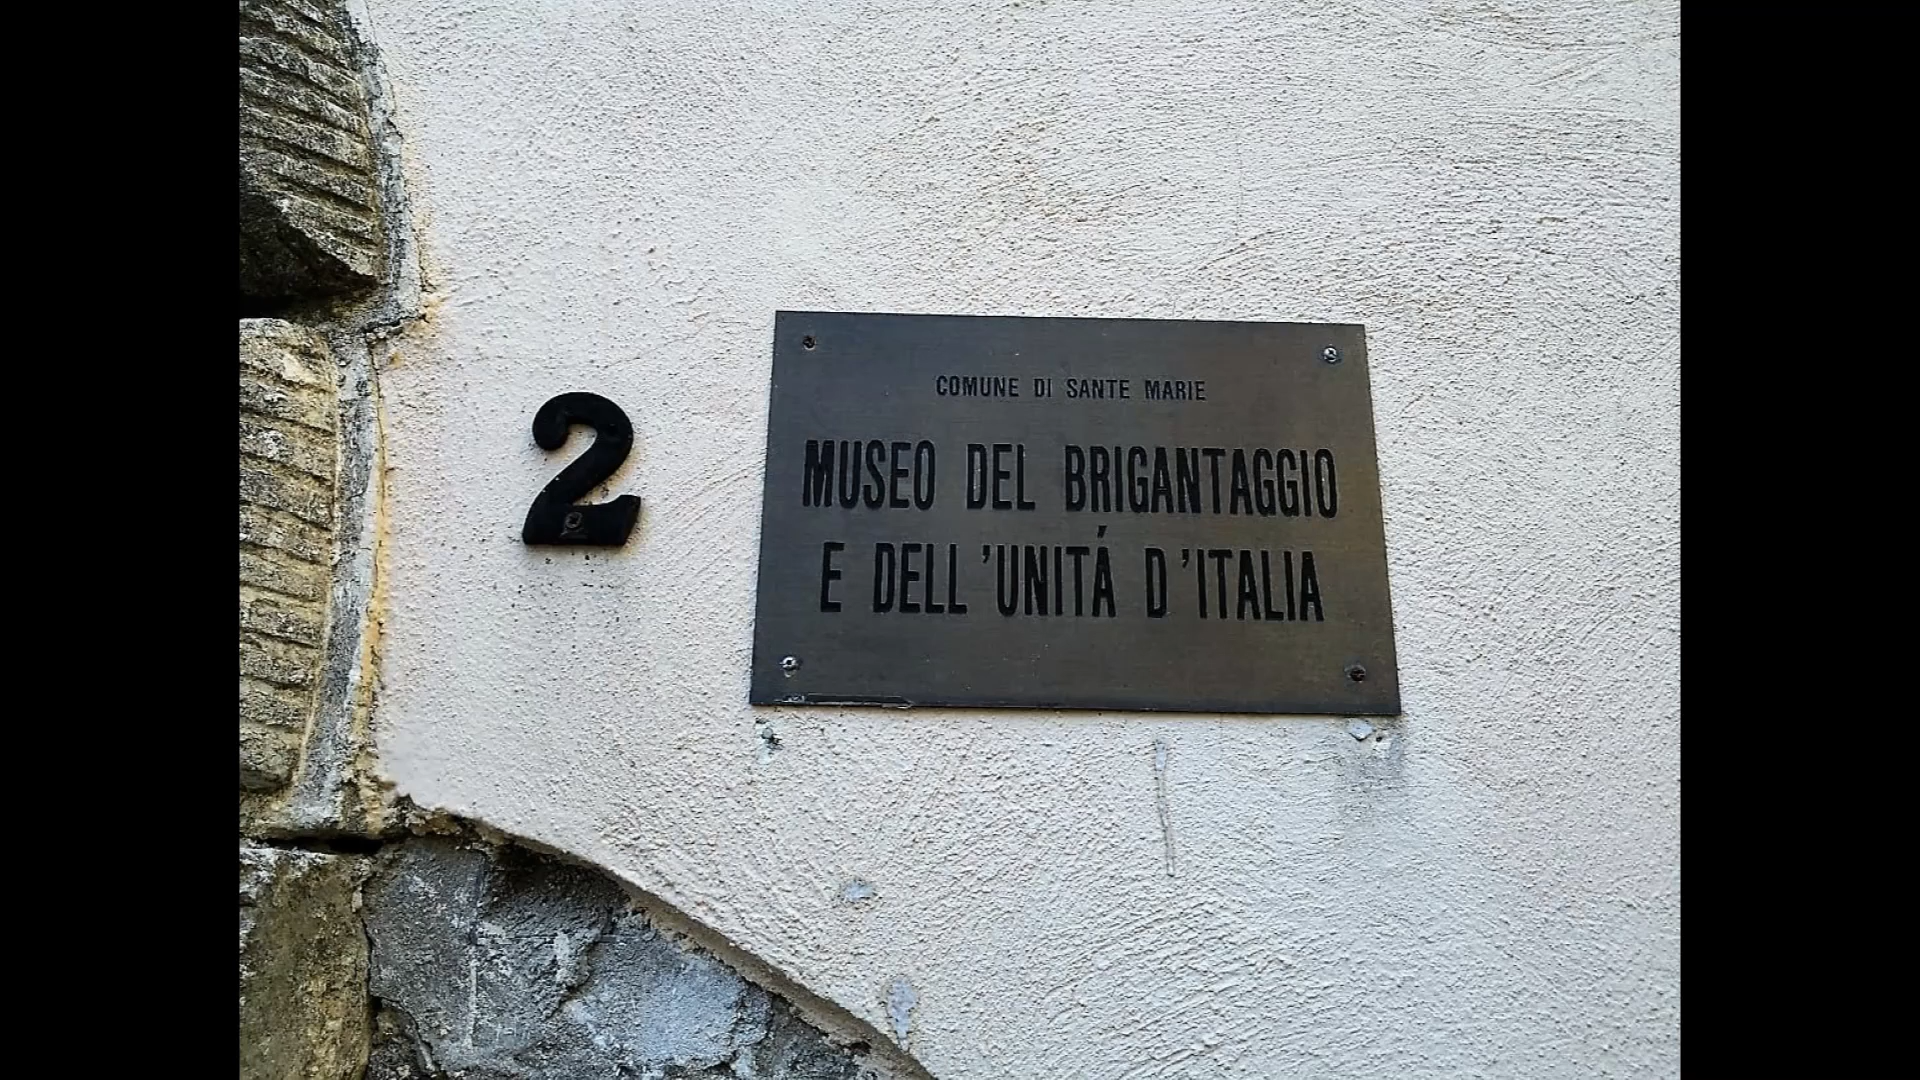 2
COMUNE DI SANTE MARIE
MUSEO DEL BRIGANTAGGIO
E DELL'UNITÁ D'ITALIA